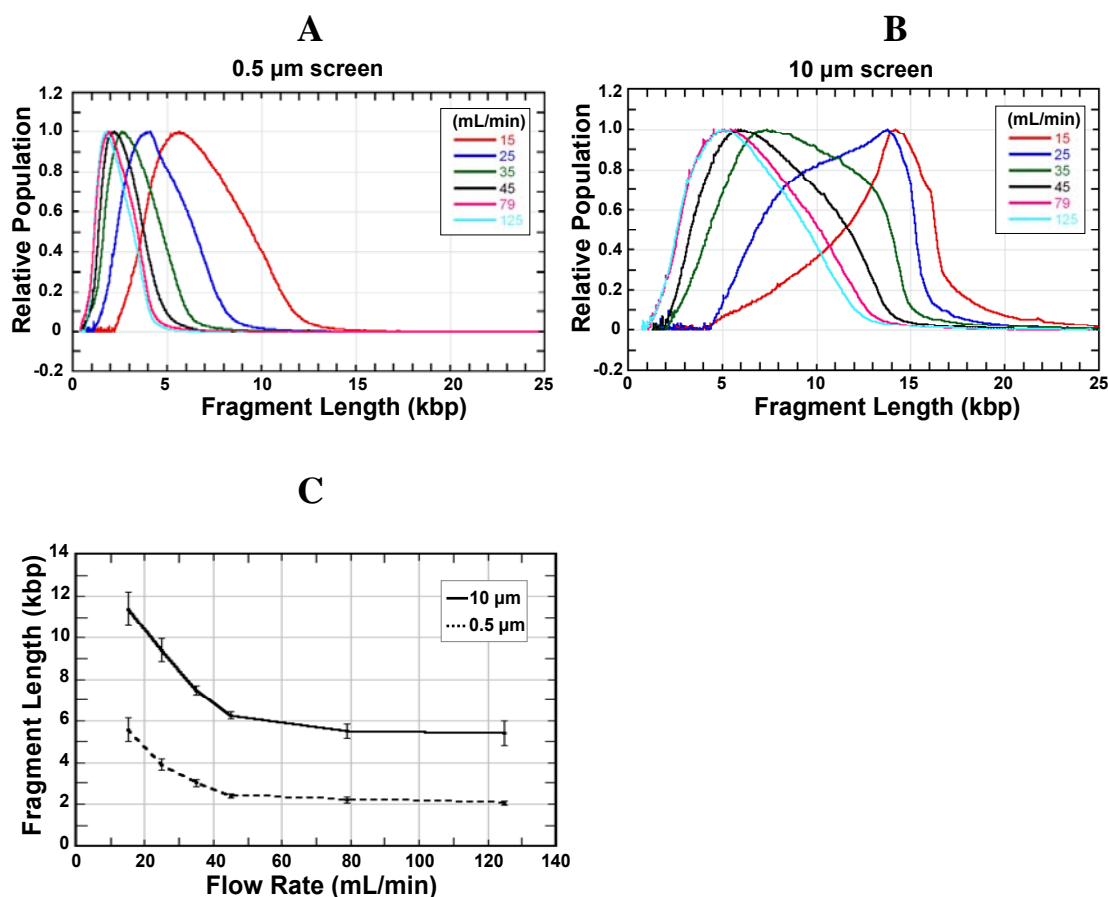 A
0.5 µm screen
Relative Population
1.2
1.0
0.8
0.6
0.4
0.2
0
-0.2
(mL/min)
15
25
35
45
79
125
0 5 10 15 20 25
Fragment Length (kbp)
B
10 µm screen
Relative Population
1.2
1.0
0.8
0.6
0.4
0.2
0
-0.2
(mL/min)
15
25
35
45
79
125
0 5 10 15 20 25
Fragment Length (kbp)
C
Fragment Length (kbp)
14
12
10
8
6
4
2
0
10 µm
0.5 µm
0 20 40 60 80 100 120 140
Flow Rate (mL/min)